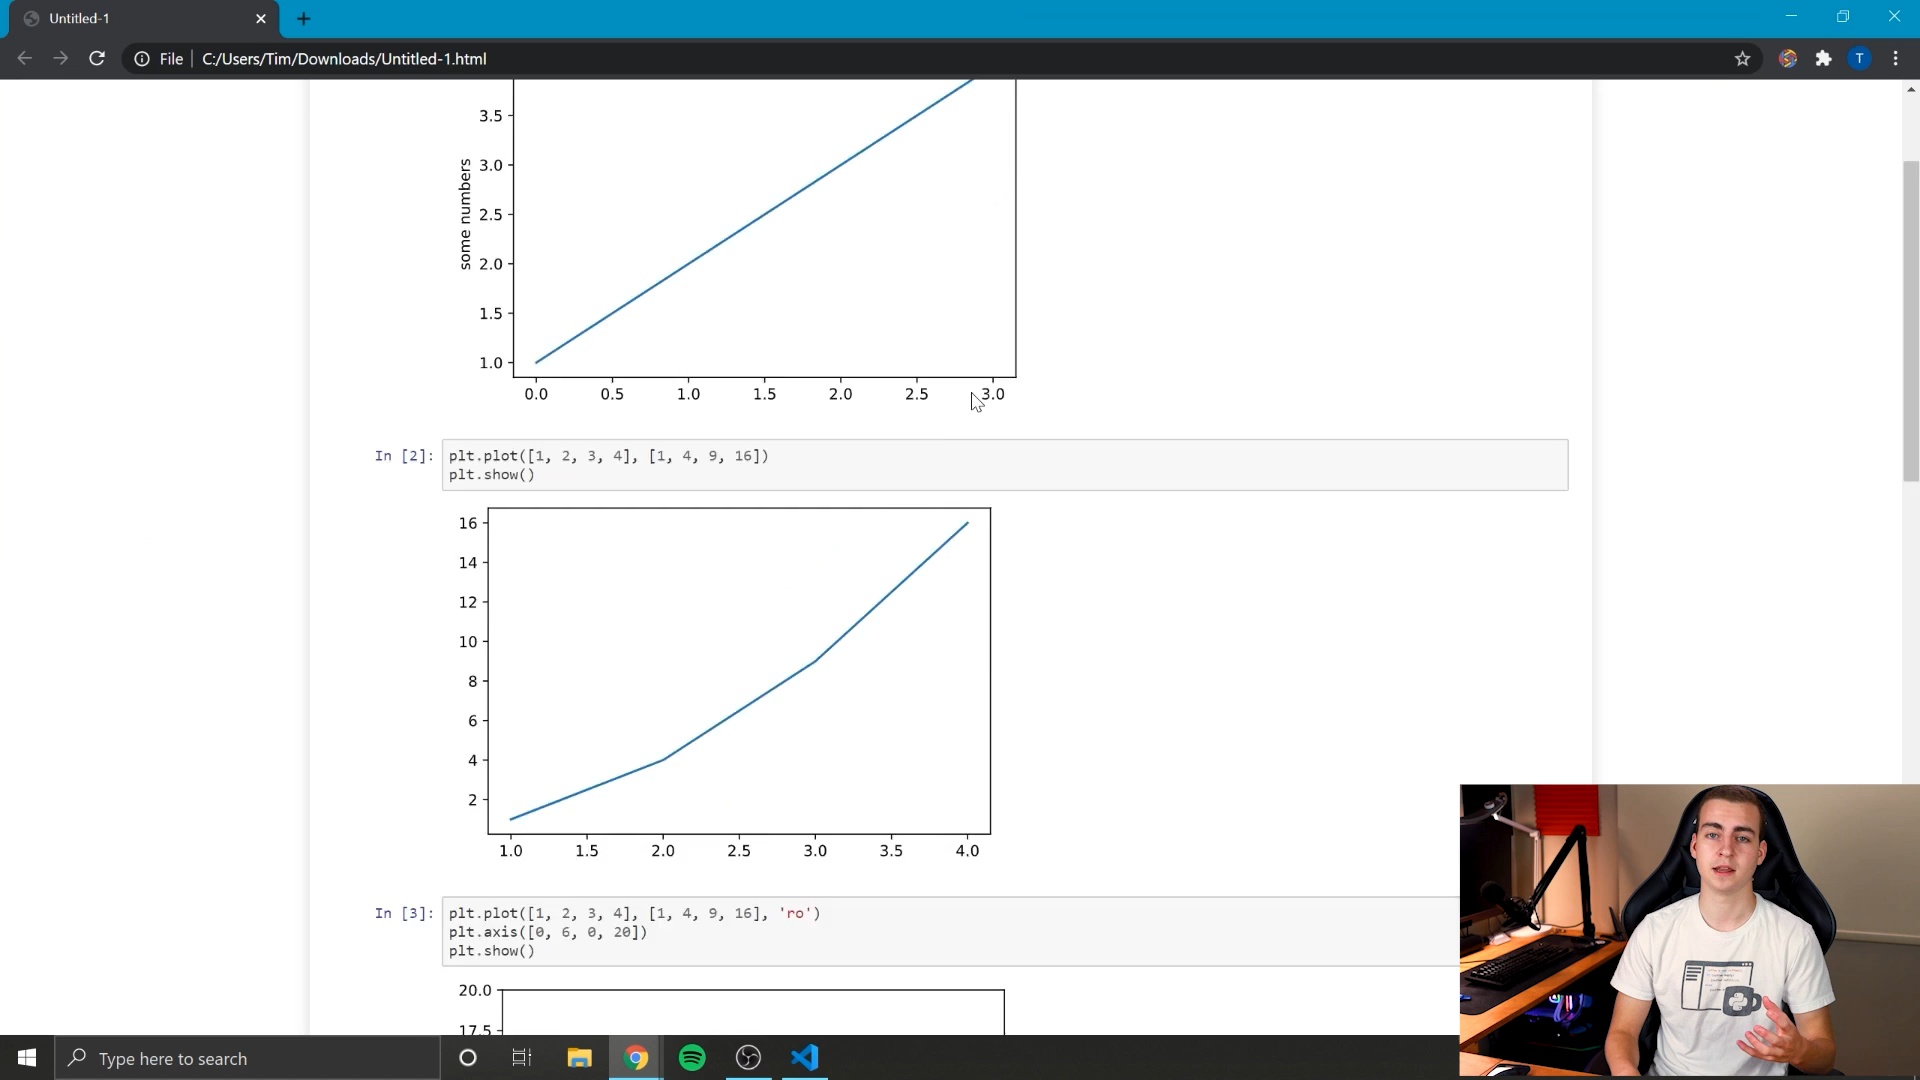 Untitled-1
File
C:/Users/Tim/Downloads/Untitled-1.html
T
3.5
3.0
2.5
2.0
1.5
1.0
some numbers
0.0 0.5 1.0 1.5 2.0 2.5 3.0
In [2]:
plt.plot([1, 2, 3, 4], [1, 4, 9, 16])
plt.show()
16
14
12
10
8
6
4
2
1.0 1.5 2.0 2.5 3.0 3.5 4.0
In [3]:
plt.plot([1, 2, 3, 4], [1, 4, 9, 16], 'ro')
plt.axis([0, 6, 0, 20])
plt.show()
20.0
17.5
Type here to search